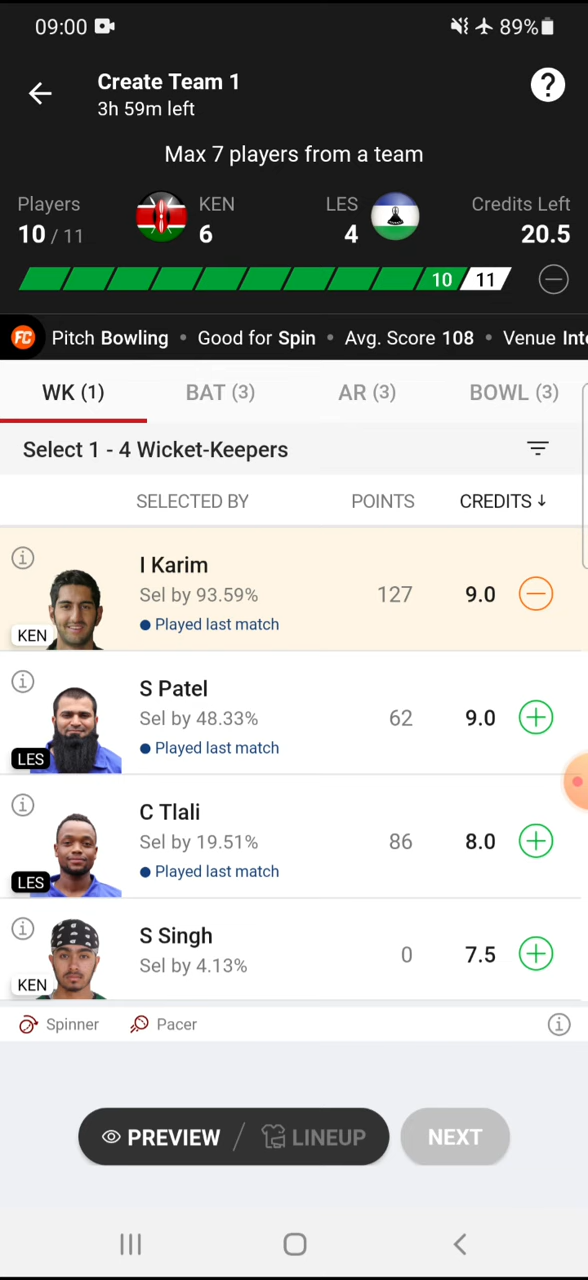 09:00 89%
Create Team 1
3h 59m left
?
Max 7 players from a team
Players KEN LES Credits Left
10 / 11 6 4 20.5
10 11
FC Pitch Bowling • Good for Spin • Avg. Score 108 • Venue Inte
WK (1) BAT (3) AR (3) BOWL (3)
Select 1 - 4 Wicket-Keepers
SELECTED BY POINTS CREDITS ↓
I Karim
Sel by 93.59% 127 9.0
Played last match
KEN
S Patel
Sel by 48.33% 62 9.0
Played last match
LES
C Tlali
Sel by 19.51% 86 8.0
Played last match
LES
S Singh
Sel by 4.13% 0 7.5
KEN
Spinner Pacer
PREVIEW / LINEUP NEXT